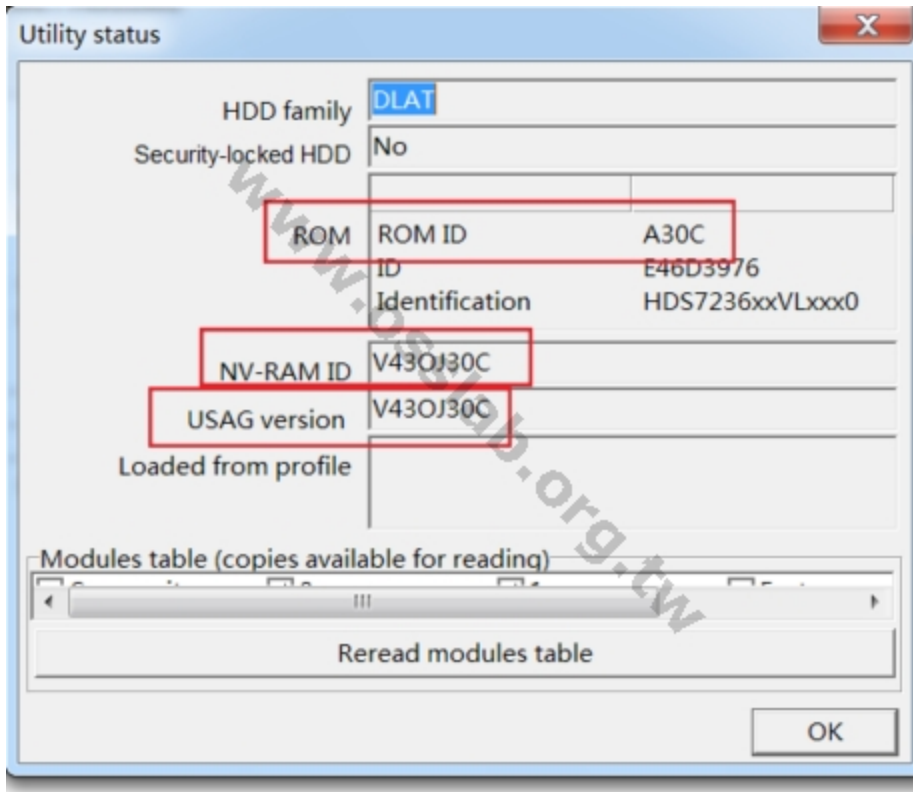 Utility status
HDD family DLAT
Security-locked HDD No
ROM ROM ID A30C
ID E46D3976
Identification HDS7236xxVLxxx0
NV-RAM ID V43OJ30C
USAG version V43OJ30C
Loaded from profile
Modules table (copies available for reading)
Reread modules table
OK
www.osslab.org.tw